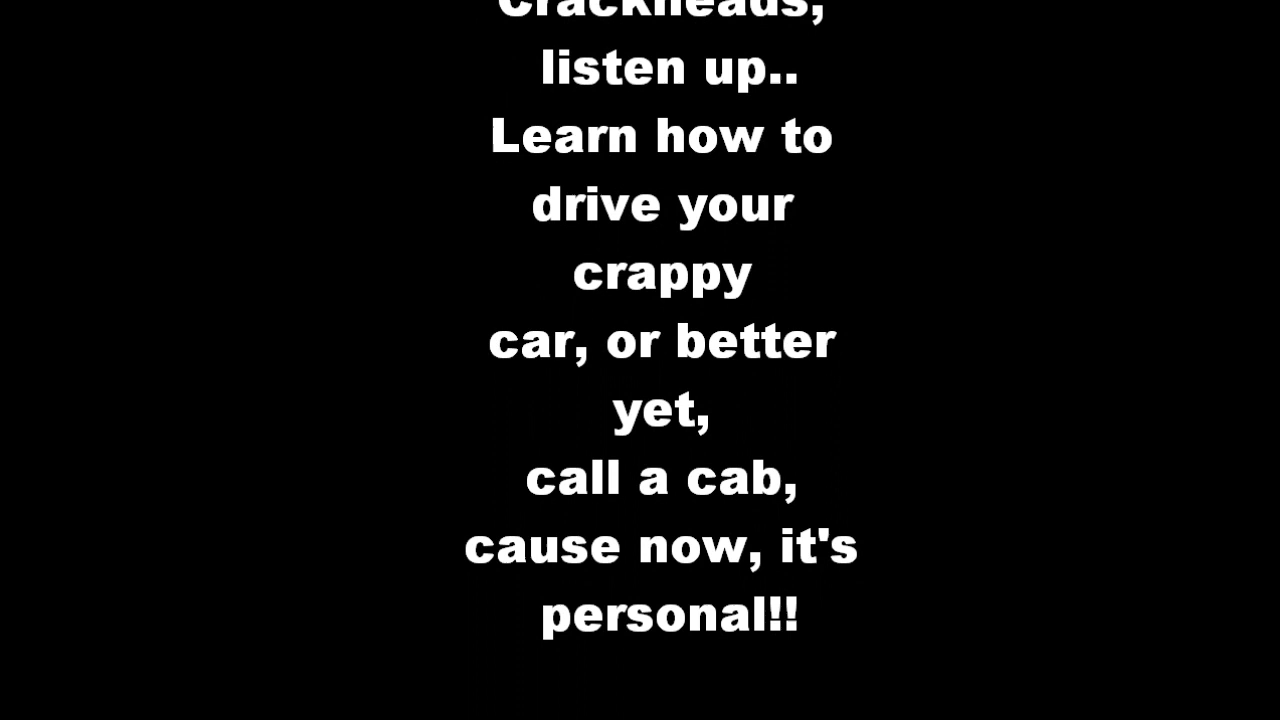 Crackheads,
listen up..
Learn how to
drive your
crappy
car, or better
yet,
call a cab,
cause now, it's
personal!!